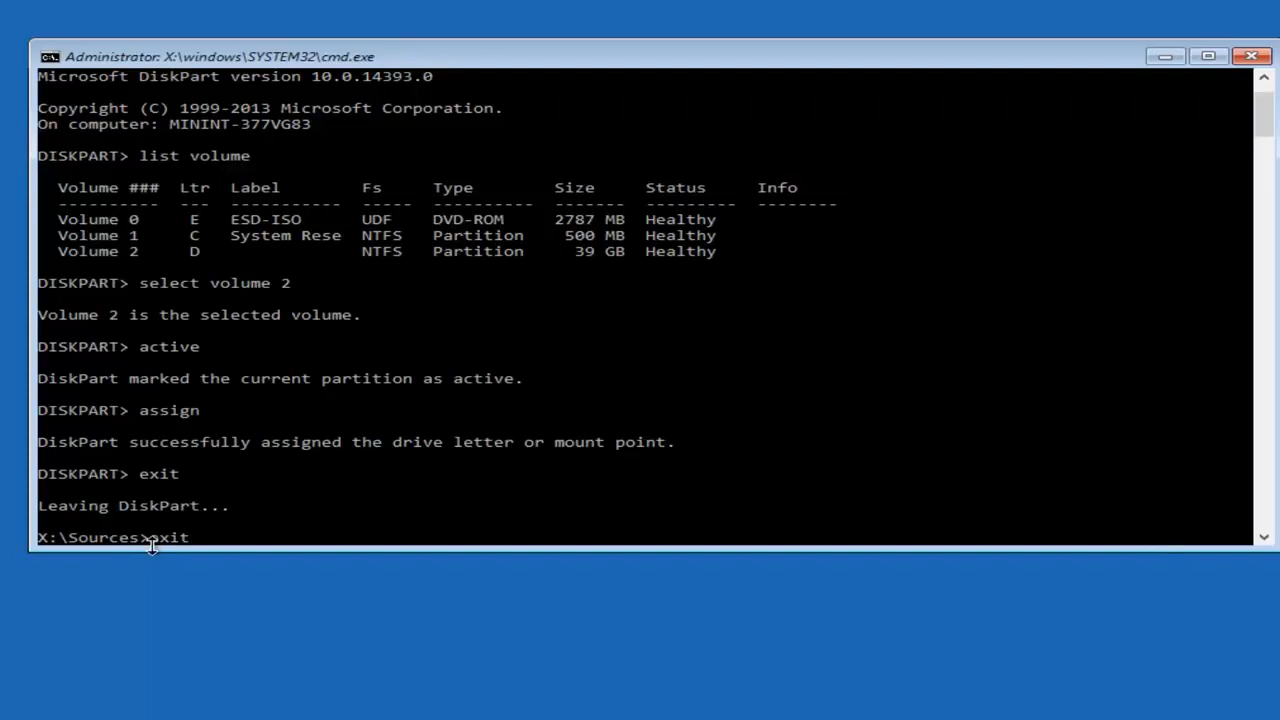 Administrator: X:\windows\SYSTEM32\cmd.exe
Microsoft DiskPart version 10.0.14393.0
Copyright (C) 1999-2013 Microsoft Corporation.
On computer: MININT-377VG83
DISKPART> list volume
Volume ### Ltr Label Fs Type Size Status Info
---------- --- ----------- ----- ---------- ------- --------- --------
Volume 0 E ESD-ISO UDF DVD-ROM 2787 MB Healthy
Volume 1 C System Rese NTFS Partition 500 MB Healthy
Volume 2 D NTFS Partition 39 GB Healthy
DISKPART> select volume 2
Volume 2 is the selected volume.
DISKPART> active
DiskPart marked the current partition as active.
DISKPART> assign
DiskPart successfully assigned the drive letter or mount point.
DISKPART> exit
Leaving DiskPart...
X:\Sources>exit